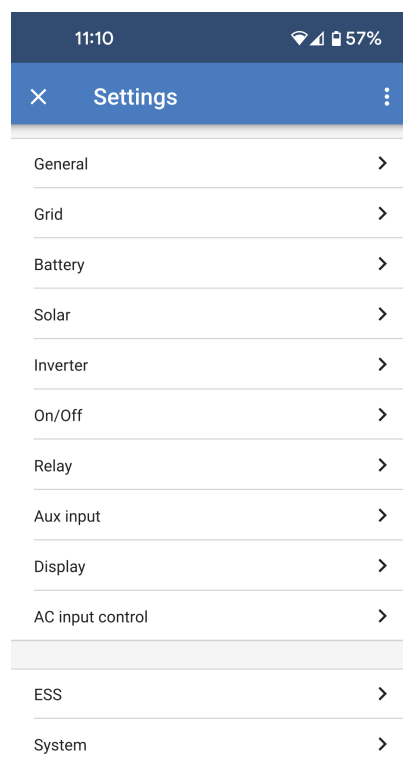 11:10 57%
Settings
General
Grid
Battery
Solar
Inverter
On/Off
Relay
Aux input
Display
AC input control
ESS
System